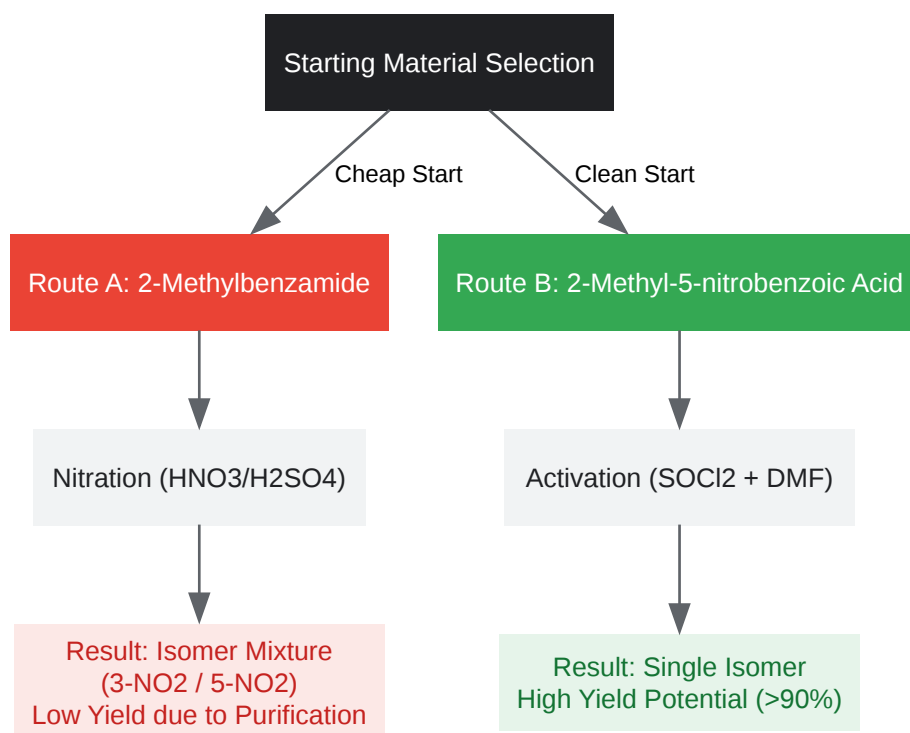 Starting Material Selection
Cheap Start
Clean Start
Route A: 2-Methylbenzamide
Route B: 2-Methyl-5-nitrobenzoic Acid
Nitration (HNO3/H2SO4)
Activation (SOCl2 + DMF)
Result: Isomer Mixture
(3-NO2 / 5-NO2)
Low Yield due to Purification
Result: Single Isomer
High Yield Potential (>90%)